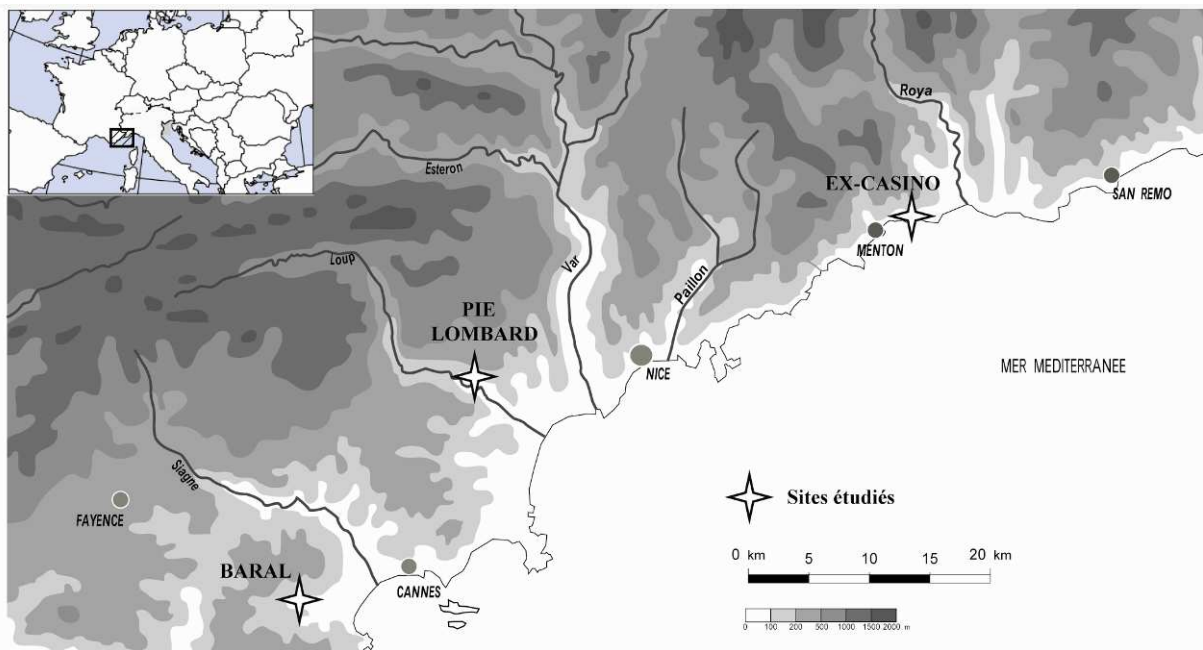 Roya
Esteron
EX-CASINO
SAN REMO
MENTON
Loup
Var
Paillon
PIE
LOMBARD
NICE
MER MEDITERRANEE
Siagne
FAYENCE
Sites étudiés
BARAL
CANNES
0 km 5 10 15 20 km
0 100 200 500 1000 1500 2000 m